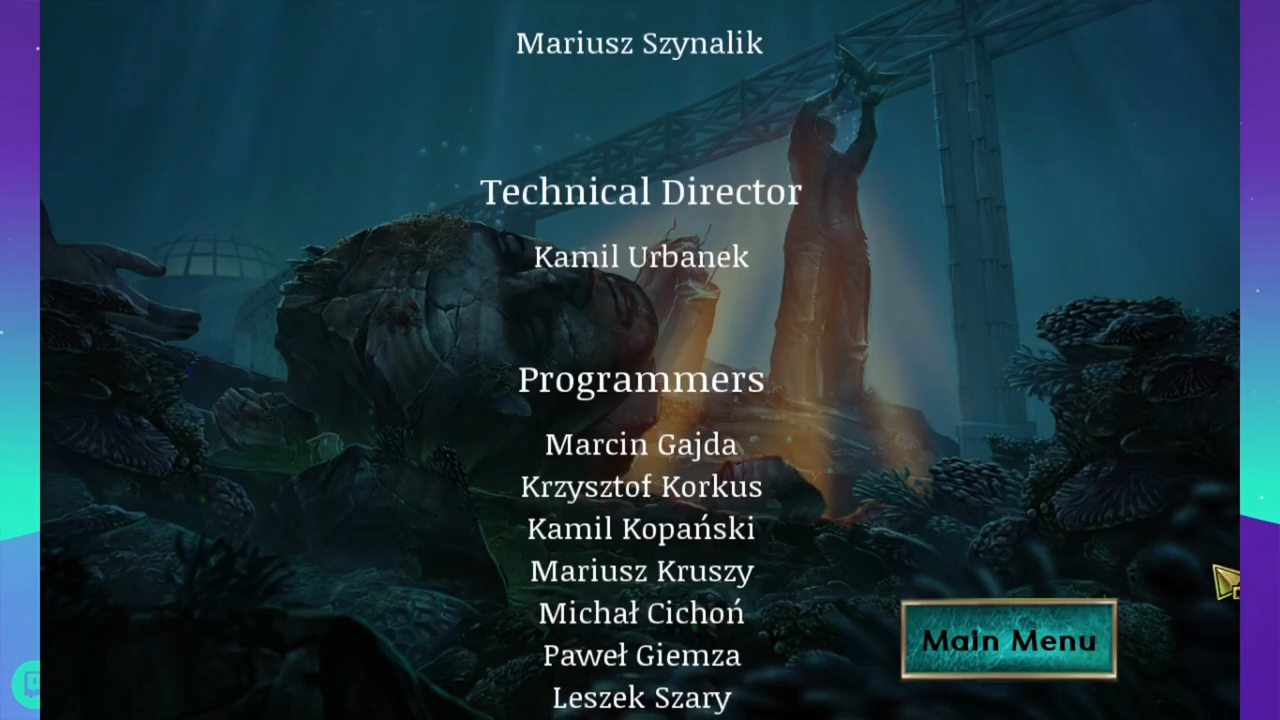 Mariusz Szynalik
Technical Director
Kamil Urbanek
Programmers
Marcin Gajda
Krzysztof Korkus
Kamil Kopański
Mariusz Kruszy
Michał Cichoń
Paweł Giemza
Leszek Szary
Main Menu